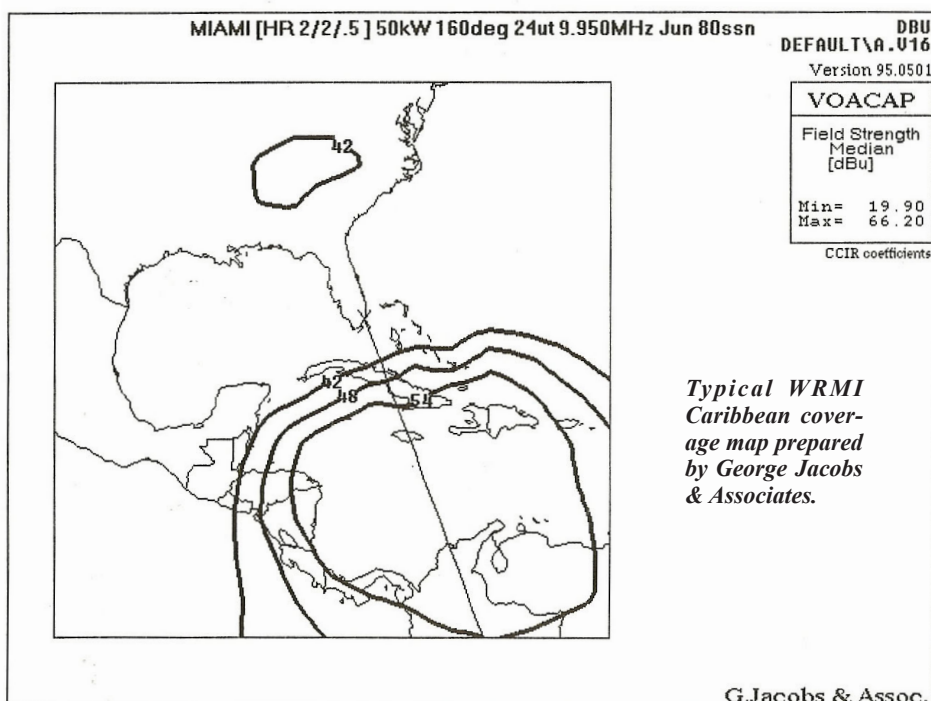 MIAMI [HR 2/2/.5 ] 50kW 160deg 24ut 9.950MHz Jun 80ssn
DBU
DEFAULT\A.V16
Version 95.0501
VOACAP
Field Strength
Median
[dBu]
Min= 19.90
Max= 66.20
CCIR coefficients
42
42
48
54
Typical WRMI
Caribbean cover-
age map prepared
by George Jacobs
& Associates.
G.Jacobs & Assoc.